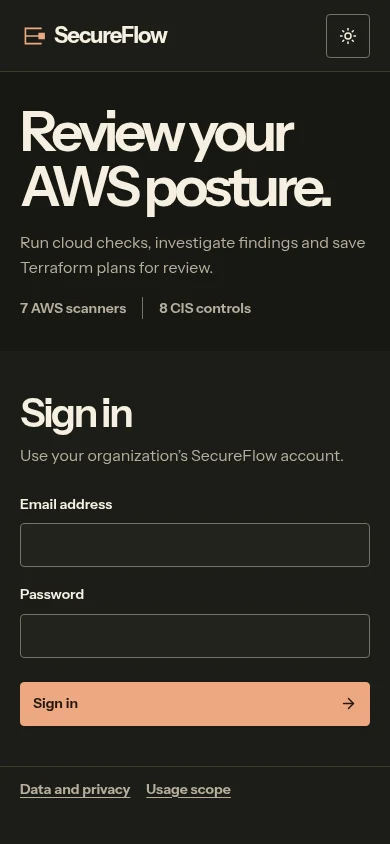 SecureFlow
Review your
AWS posture.
Run cloud checks, investigate findings and save
Terraform plans for review.
7 AWS scanners
8 CIS controls
Sign in
Use your organization’s SecureFlow account.
Email address
Password
Sign in
Data and privacy
Usage scope